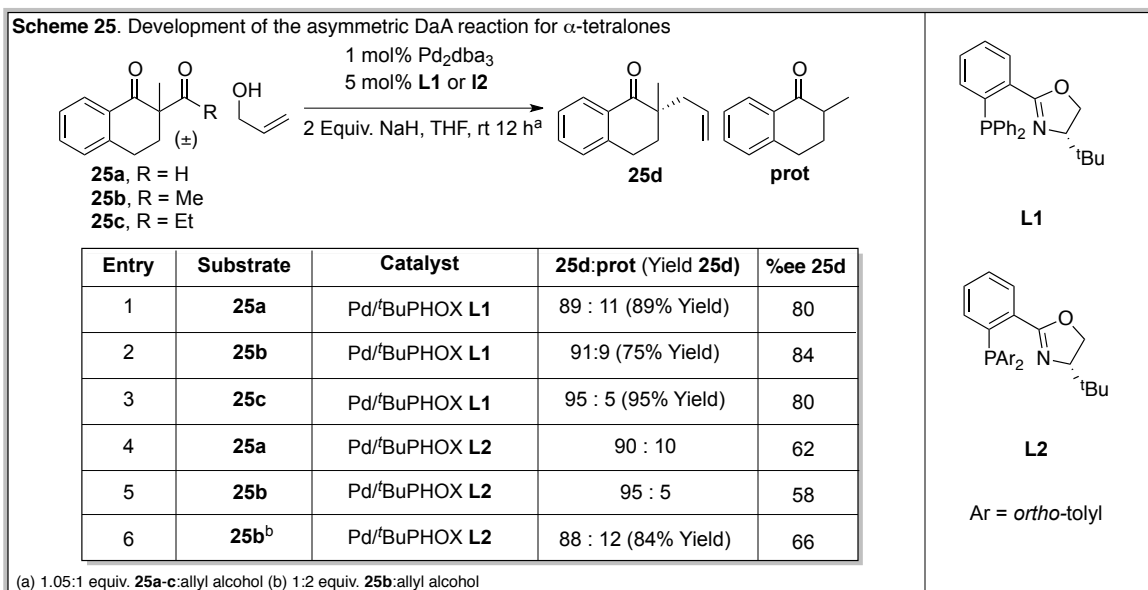 Scheme 25. Development of the asymmetric DaA reaction for α-tetralones
1 mol% Pd₂dba₃
5 mol% L1 or I2
2 Equiv. NaH, THF, rt 12 hᵃ
O
O
R
(±)
OH
25a, R = H
25b, R = Me
25c, R = Et
O
25d
O
prot
Entry Substrate Catalyst 25d:prot (Yield 25d) %ee 25d
1 25a Pd/ᵗBuPHOX L1 89 : 11 (89% Yield) 80
2 25b Pd/ᵗBuPHOX L1 91:9 (75% Yield) 84
3 25c Pd/ᵗBuPHOX L1 95 : 5 (95% Yield) 80
4 25a Pd/ᵗBuPHOX L2 90 : 10 62
5 25b Pd/ᵗBuPHOX L2 95 : 5 58
6 25bᵇ Pd/ᵗBuPHOX L2 88 : 12 (84% Yield) 66
(a) 1.05:1 equiv. 25a-c:allyl alcohol (b) 1:2 equiv. 25b:allyl alcohol
O
PPh₂ N
ᵗBu
L1
O
PAr₂ N
ᵗBu
L2
Ar = ortho-tolyl